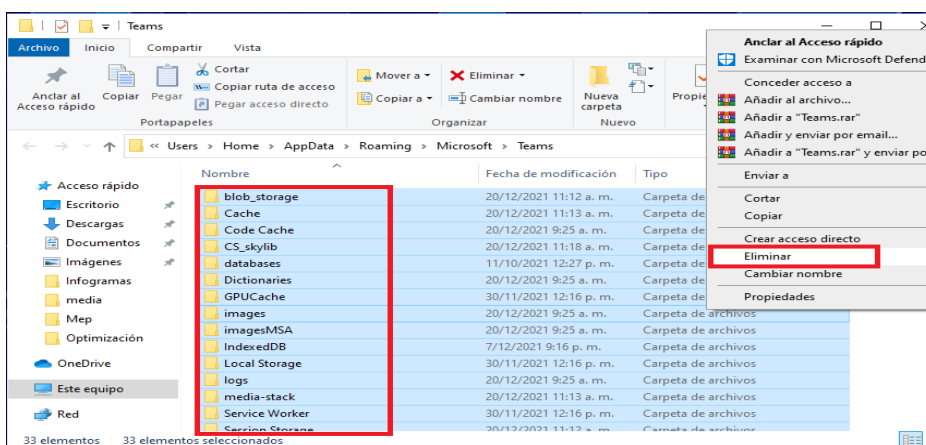 Teams
Archivo Inicio Compartir Vista
Anclar al Acceso rápido
Copiar
Pegar
Cortar
Copiar ruta de acceso
Pegar acceso directo
Portapapeles
Mover a
Copiar a
Eliminar
Cambiar nombre
Organizar
Nueva carpeta
Nuevo
Propie
« Users > Home > AppData > Roaming > Microsoft > Teams
Acceso rápido
Escritorio
Descargas
Documentos
Imágenes
Infogramas
media
Mep
Optimización
OneDrive
Este equipo
Red
Nombre Fecha de modificación Tipo
blob_storage 20/12/2021 11:12 a. m. Carpeta de
Cache 20/12/2021 11:13 a. m. Carpeta de
Code Cache 20/12/2021 9:25 a. m. Carpeta de
CS_skylib 20/12/2021 11:18 a. m. Carpeta de
databases 11/10/2021 12:27 p. m. Carpeta de
Dictionaries 20/12/2021 9:25 a. m. Carpeta de
GPUCache 30/11/2021 12:16 p. m. Carpeta de
images 20/12/2021 9:25 a. m. Carpeta de archivos
imagesMSA 20/12/2021 9:25 a. m. Carpeta de archivos
IndexedDB 7/12/2021 9:16 p. m. Carpeta de archivos
Local Storage 30/11/2021 12:16 p. m. Carpeta de archivos
logs 20/12/2021 9:25 a. m. Carpeta de archivos
media-stack 20/12/2021 11:13 a. m. Carpeta de archivos
Service Worker 30/11/2021 12:16 p. m. Carpeta de archivos
Session Storage 20/12/2021 11:12 a. m. Carpeta de archivos
Anclar al Acceso rápido
Examinar con Microsoft Defend
Conceder acceso a
Añadir al archivo...
Añadir a "Teams.rar"
Añadir y enviar por email...
Añadir a "Teams.rar" y enviar po
Enviar a
Cortar
Copiar
Crear acceso directo
Eliminar
Cambiar nombre
Propiedades
33 elementos 33 elementos seleccionados